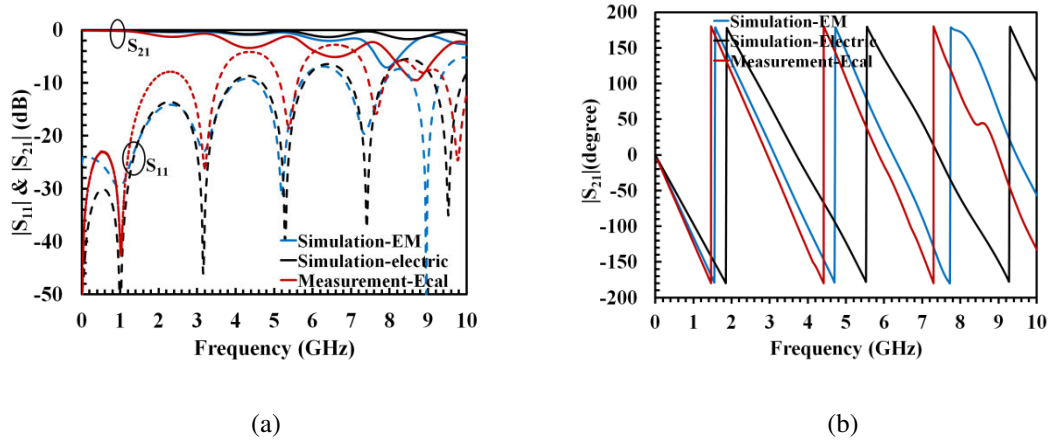 |S11| & |S21| (dB)
0
-10
-20
-30
-40
-50
S21
S11
Simulation-EM
Simulation-electric
Measurement-Ecal
0 1 2 3 4 5 6 7 8 9 10
Frequency (GHz)
(a)
|S21|(degree)
200
150
100
50
0
-50
-100
-150
-200
Simulation-EM
Simulation-Electric
Measurement-Ecal
0 1 2 3 4 5 6 7 8 9 10
Frequency (GHz)
(b)